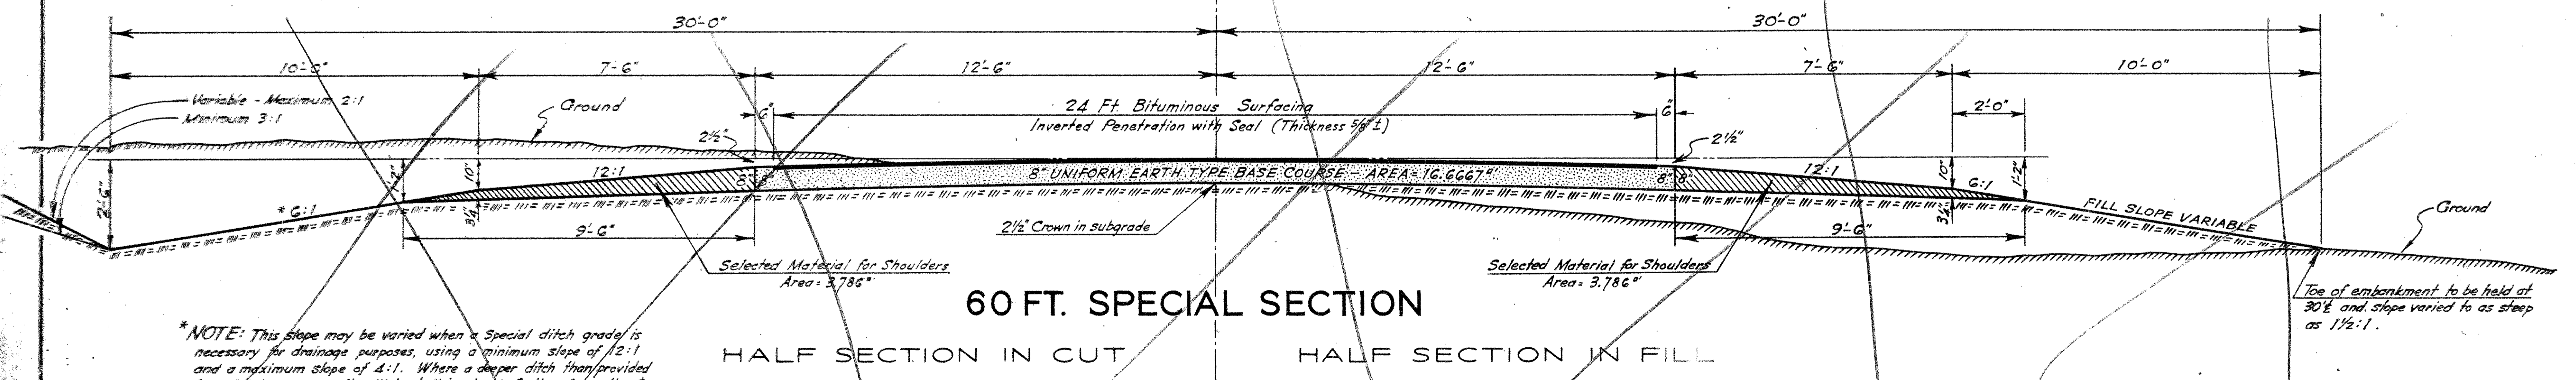 30'-0" 30'-0"
10'-0" 7'-6" 12'-6" 12'-6" 7'-6" 10'-0"
Variable - Maximum 2:1
Minimum 3:1
Ground
6" 24 Ft. Bituminous Surfacing 6" 2'-0"
Inverted Penetration with Seal (Thickness 5/8"±)
2½" 2½"
2'-6" 1'-2" 10" 12:1 8" 8" UNIFORM EARTH TYPE BASE COURSE - AREA = 16.6667□' 8" 8" 12:1 10" 6:1 1'-2"
* 6:1 3¼" 3¼" FILL SLOPE VARIABLE Ground
9'-6" 2½" Crown in subgrade 9'-6"
Selected Material for Shoulders
Area = 3.786□'
Selected Material for Shoulders
Area = 3.786□'
60 FT. SPECIAL SECTION
HALF SECTION IN CUT HALF SECTION IN FILL
Toe of embankment to be held at
30'± and slope varied to as steep
as 1½:1.
*NOTE: This slope may be varied when a Special ditch grade is
necessary for drainage purposes, using a minimum slope of 12:1
and a maximum slope of 4:1. Where a deeper ditch than provided